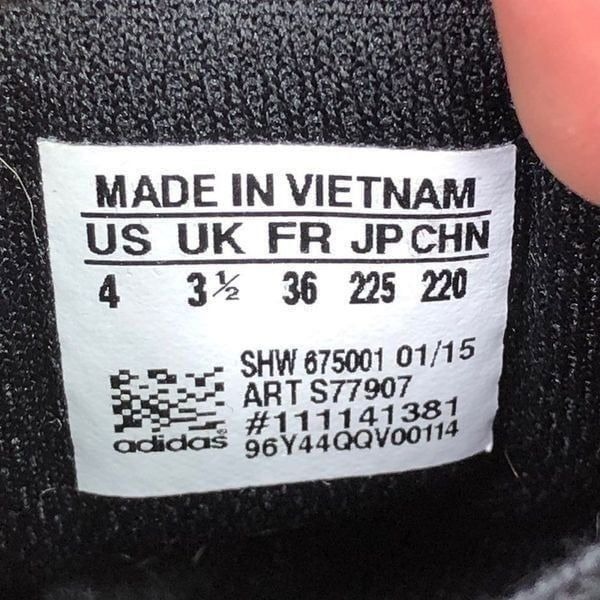 MADE IN VIETNAM
US UK FR JP CHN
4 3½ 36 225 220
SHW 675001 01/15
ART S77907
#111141381
adidas® 96Y44QQV00114